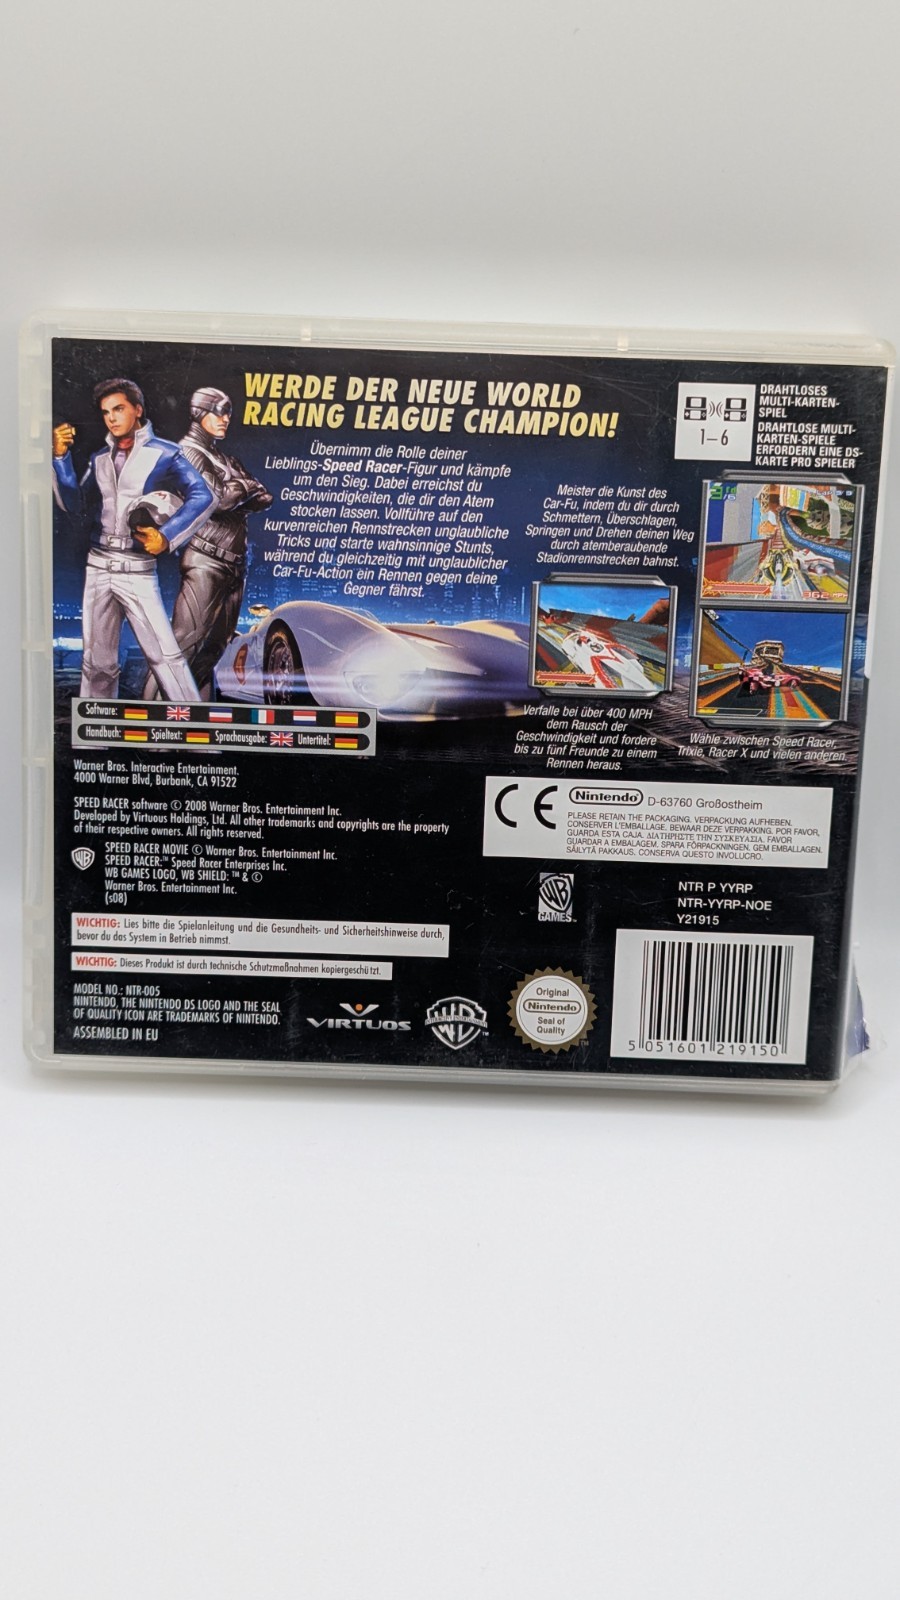 WERDE DER NEUE WORLD
RACING LEAGUE CHAMPION!
Übernimm die Rolle deiner
Lieblings-Speed Racer-Figur und kämpfe
um den Sieg. Dabei erreichst du
Geschwindigkeiten, die dir den Atem
stocken lassen. Vollführe auf den
kurvenreichen Rennstrecken unglaubliche
Tricks und starte wahnsinnige Stunts,
während du gleichzeitig mit unglaublicher
Car-Fu-Action ein Rennen gegen deine
Gegner fährst.
1–6
DRAHTLOSES
MULTI-KARTEN-
SPIEL
DRAHTLOSE MULTI-
KARTEN-SPIELE
ERFORDERN EINE DS-
KARTE PRO SPIELER
Meister die Kunst des
Car-Fu, indem du dir durch
Schmettern, Überschlagen,
Springen und Drehen deinen Weg
durch atemberaubende
Stadionrennstrecken bahnst.
362 MPH
Verfalle bei über 400 MPH
dem Rausch der
Geschwindigkeit und fordere
bis zu fünf Freunde zu einem
Rennen heraus.
Wähle zwischen Speed Racer,
Trixie, Racer X und vielen anderen.
Software:
Handbuch: Spieltext: Sprachausgabe: Untertitel:
Warner Bros. Interactive Entertainment.
4000 Warner Blvd, Burbank, CA 91522
SPEED RACER software © 2008 Warner Bros. Entertainment Inc.
Developed by Virtuous Holdings, Ltd. All other trademarks and copyrights are the property
of their respective owners. All rights reserved.
SPEED RACER MOVIE © Warner Bros. Entertainment Inc.
SPEED RACER:™ Speed Racer Enterprises Inc.
WB GAMES LOGO, WB SHIELD: ™ & ©
Warner Bros. Entertainment Inc.
(s08)
WICHTIG: Lies bitte die Spielanleitung und die Gesundheits- und Sicherheitshinweise durch,
bevor du das System in Betrieb nimmst.
WICHTIG: Dieses Produkt ist durch technische Schutzmaßnahmen kopiergeschützt.
MODEL NO.: NTR-005
NINTENDO, THE NINTENDO DS LOGO AND THE SEAL
OF QUALITY ICON ARE TRADEMARKS OF NINTENDO.
ASSEMBLED IN EU
CE
Nintendo D-63760 Großostheim
PLEASE RETAIN THE PACKAGING. VERPACKUNG AUFHEBEN.
CONSERVER L'EMBALLAGE. BEWAAR DEZE VERPAKKING. POR FAVOR,
GUARDA ESTA CAJA. ΔΙΑΤΗΡΗΣΤΕ ΤΗΝ ΣΥΣΚΕΥΑΣΙΑ. FAVOR
GUARDAR A EMBALAGEM. SPARA FÖRPACKNINGEN. GEM EMBALLAGEN.
SÄILYTÄ PAKKAUS. CONSERVA QUESTO INVOLUCRO.
WB
GAMES
NTR P YYRP
NTR-YYRP-NOE
Y21915
VIRTUOS
WB
Original
Nintendo
Seal of
Quality
5 051601 219150